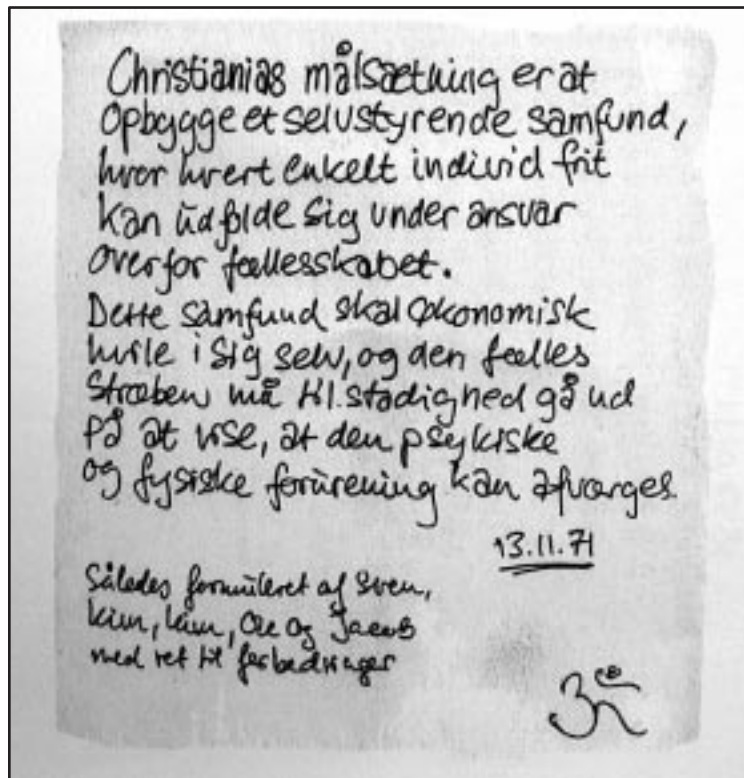 Christianias målsætning er at
opbygge et selvstyrende samfund,
hvor hvert enkelt individ frit
kan udfolde sig under ansvar
overfor fællesskabet.
Dette samfund skal økonomisk
hvile i sig selv, og den fælles
stræben må til stadighed gå ud
på at vise, at den psykiske
og fysiske forurening kan afværges.
13.11.71
Således formuleret af Sven,
Kim, Kim, Ole og Jacob
med ret til forbedringer